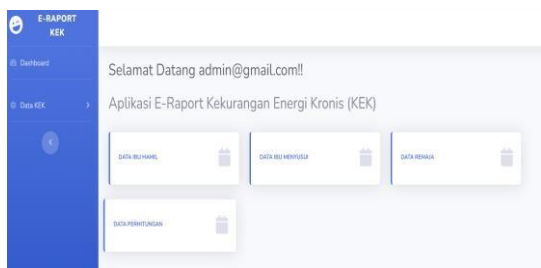 E-RAPORT
KEK
Dashboard
Data KEK
Selamat Datang admin@gmail.com!!
Aplikasi E-Raport Kekurangan Energi Kronis (KEK)
DATA IBU HAMIL
DATA IBU MENYUSUI
DATA REMAJA
DATA PERHITUNGAN